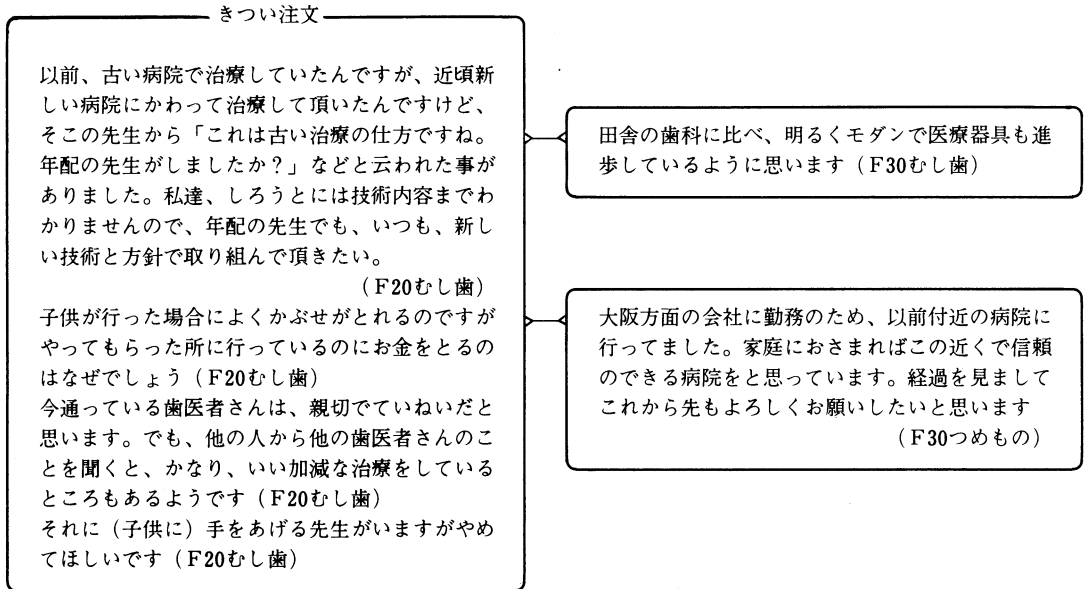 きつい注文
以前、古い病院で治療していたんですが、近頃新
しい病院にかわって治療して頂いたんですけど、
そこの先生から「これは古い治療の仕方ですね。
年配の先生がしましたか？」などと云われた事が
ありました。私達、しろうとには技術内容までわ
かりませんので、年配の先生でも、いつも、新し
い技術と方針で取り組んで頂きたい。
（F20むし歯）
子供が行った場合によくかぶせがとれるのですが
やってもらった所に行っているのにお金をとるの
はなぜでしょう（F20むし歯）
今通っている歯医者さんは、親切でていねいだと
思います。でも、他の人から他の歯医者さんのこ
とを聞くと、かなり、いい加減な治療をしている
ところもあるようです（F20むし歯）
それに（子供に）手をあげる先生がいますがやめ
てほしいです（F20むし歯）
田舎の歯科に比べ、明るくモダンで医療器具も進
歩しているように思います（F30むし歯）
大阪方面の会社に勤務のため、以前付近の病院に
行ってました。家庭におさまればこの近くで信頼
のできる病院をと思っています。経過を見まして
これから先もよろしくお願いしたいと思います
（F30つめもの）